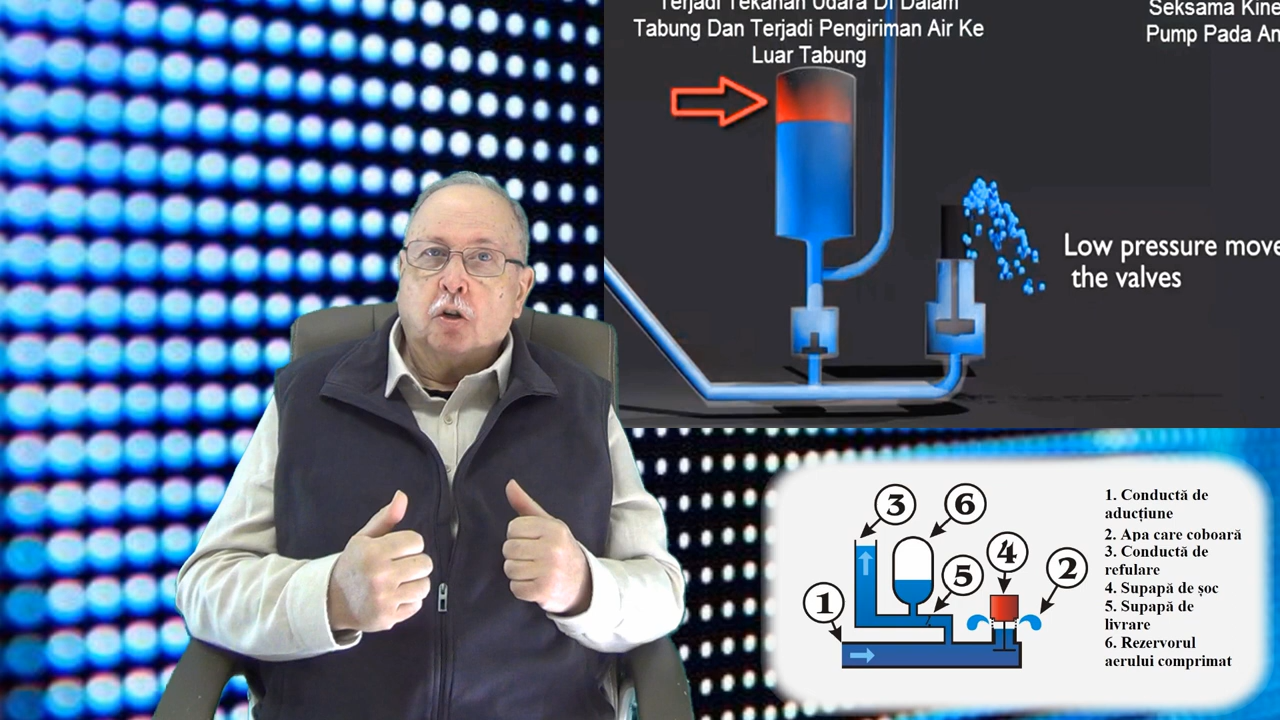 Terjadi Tekanan Udara Di Dalam
Tabung Dan Terjadi Pengiriman Air Ke
Luar Tabung
Seksama Kine
Pump Pada An
Low pressure move
the valves
3
6
4
2
5
1
1. Conductă de
aducțiune
2. Apa care coboară
3. Conductă de
refulare
4. Supapă de șoc
5. Supapă de
livrare
6. Rezervorul
aerului comprimat